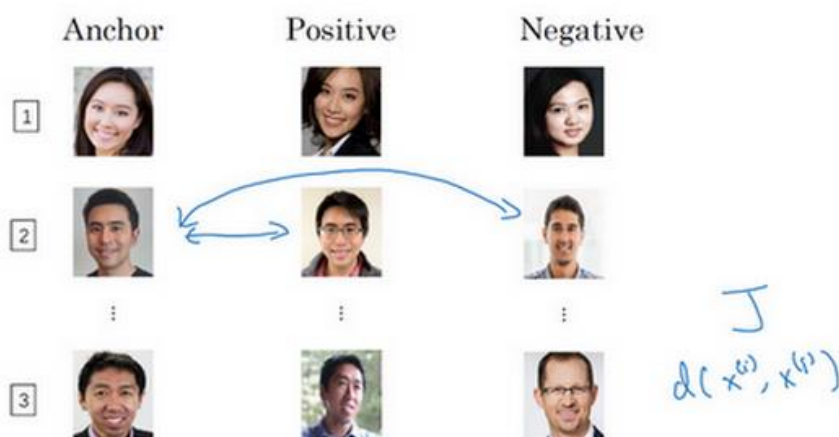 Anchor Positive Negative
1
2
⋮ ⋮ ⋮
J
3
d(x^(i), x^(j))